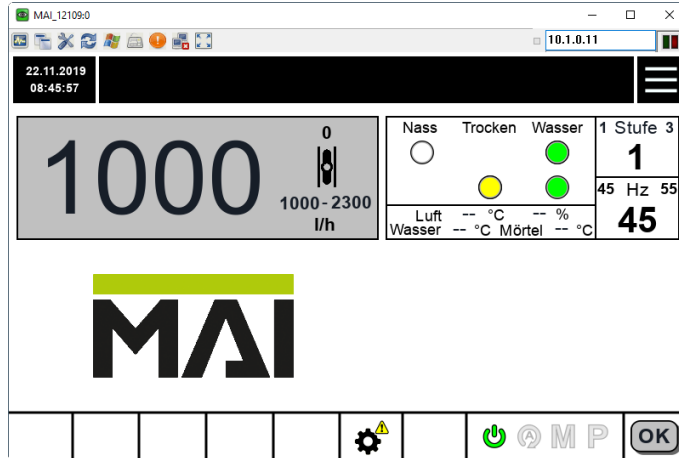 MAI_12109:0
10.1.0.11
22.11.2019
08:45:57
1000
0
1000-2300
l/h
Nass Trocken Wasser
Luft -- °C -- %
Wasser -- °C Mörtel -- °C
1 Stufe 3
1
45 Hz 55
45
MAI
A M P OK